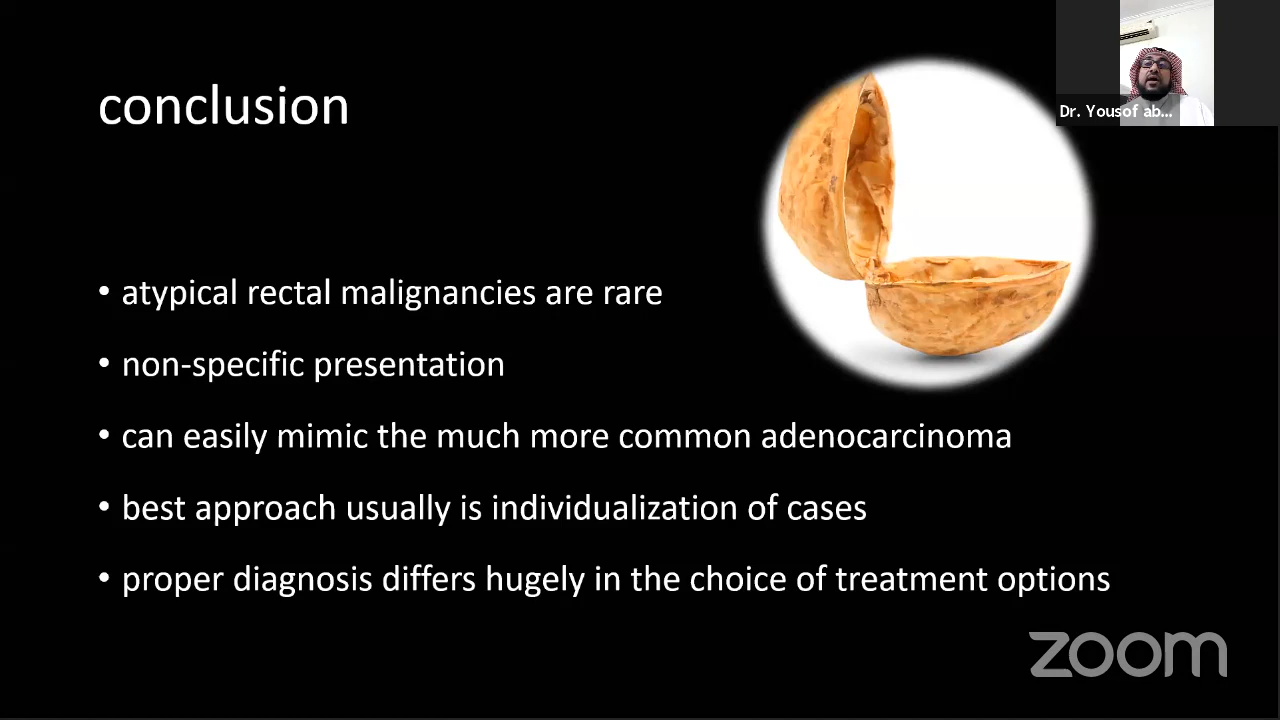 conclusion
Dr. Yousof ab...
• atypical rectal malignancies are rare
• non-specific presentation
• can easily mimic the much more common adenocarcinoma
• best approach usually is individualization of cases
• proper diagnosis differs hugely in the choice of treatment options
zoom